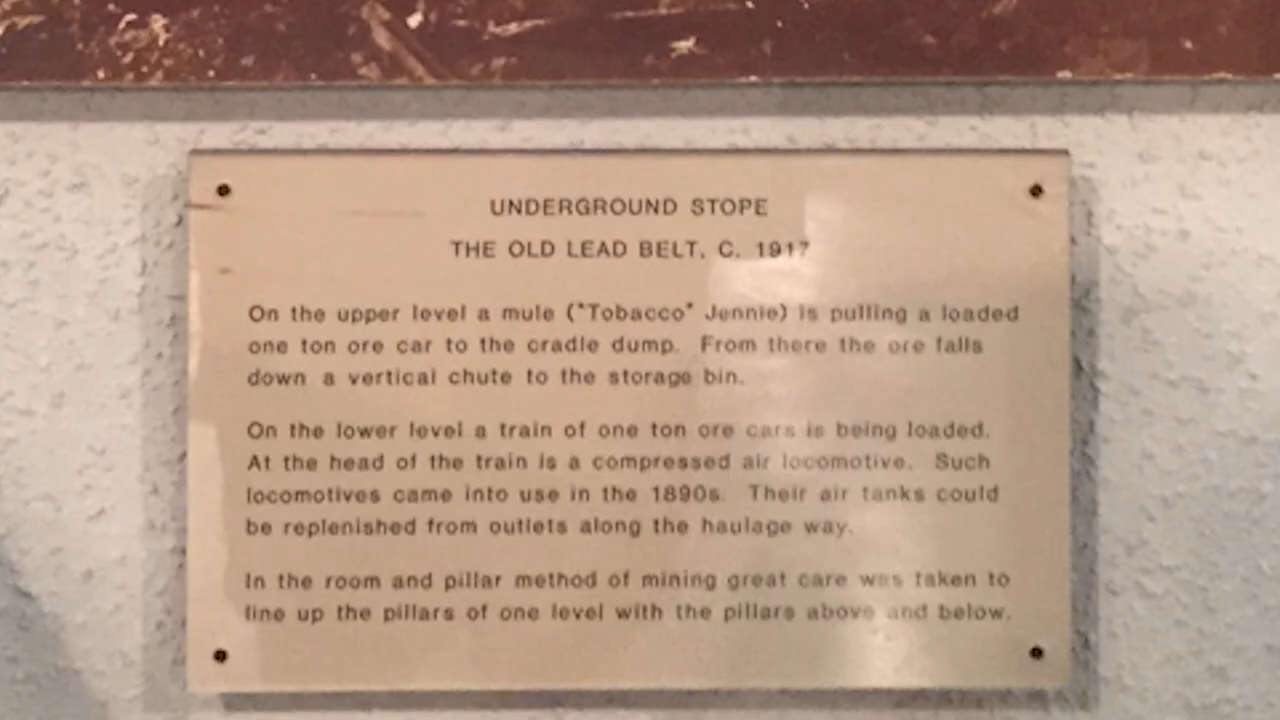 UNDERGROUND STOPE
THE OLD LEAD BELT, C. 1917
On the upper level a mule ("Tobacco" Jennie) is pulling a loaded
one ton ore car to the cradle dump. From there the ore falls
down a vertical chute to the storage bin.
On the lower level a train of one ton ore cars is being loaded.
At the head of the train is a compressed air locomotive. Such
locomotives came into use in the 1890s. Their air tanks could
be replenished from outlets along the haulage way.
In the room and pillar method of mining great care was taken to
line up the pillars of one level with the pillars above and below.